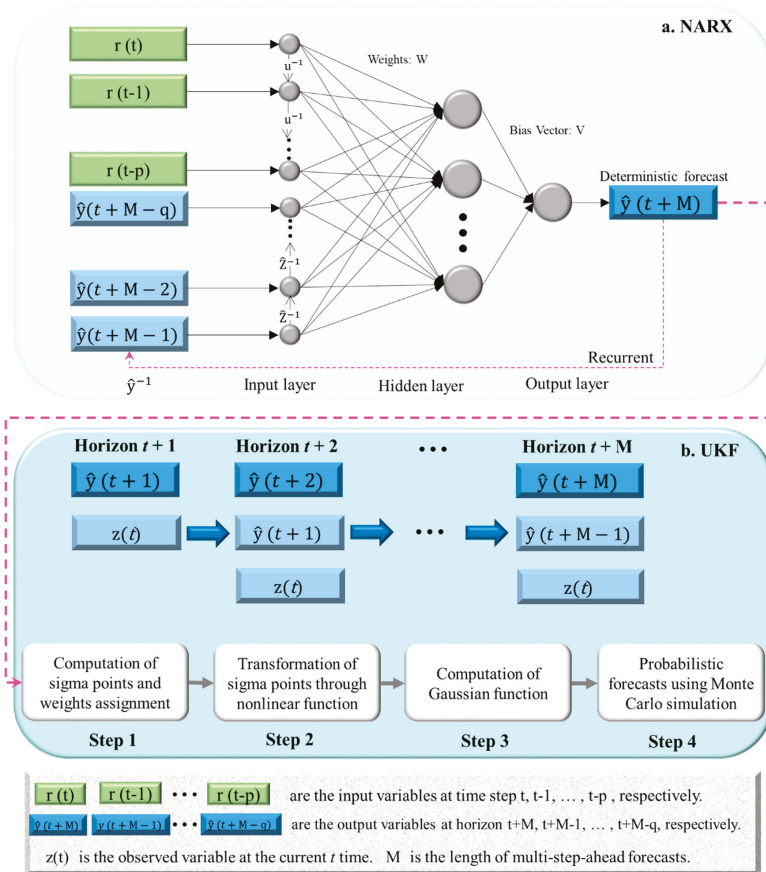 a. NARX
r (t)
u⁻¹
Weights: W
r (t-1)
u⁻¹
Bias Vector: V
r (t-p)
Deterministic forecast
ŷ(t + M − q)
ŷ (t + M)
Ẑ⁻¹
ŷ(t + M − 2)
Ẑ⁻¹
ŷ(t + M − 1)
Recurrent
ŷ⁻¹ Input layer Hidden layer Output layer
b. UKF
Horizon t + 1 Horizon t + 2 ••• Horizon t + M
ŷ (t + 1) ŷ (t + 2) ŷ (t + M)
z(t) ŷ (t + 1) ••• ŷ (t + M − 1)
z(t) z(t)
Computation of
sigma points and
weights assignment
Step 1
Transformation of
sigma points through
nonlinear function
Step 2
Computation of
Gaussian function
Step 3
Probabilistic
forecasts using Monte
Carlo simulation
Step 4
r (t) r (t-1) ••• r (t-p) are the input variables at time step t, t-1, … , t-p , respectively.
ŷ (t + M) y (t + M − 1) ••• ŷ (t + M − q) are the output variables at horizon t+M, t+M-1, … , t+M-q, respectively.
z(t) is the observed variable at the current t time. M is the length of multi-step-ahead forecasts.